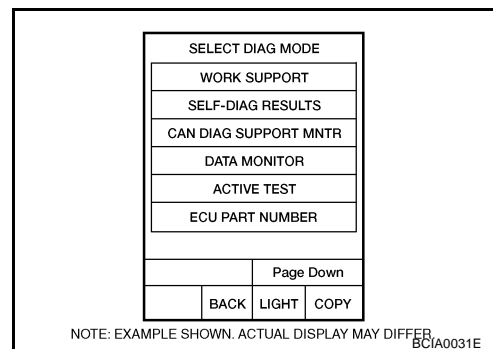 SELECT DIAG MODE
WORK SUPPORT
SELF-DIAG RESULTS
CAN DIAG SUPPORT MNTR
DATA MONITOR
ACTIVE TEST
ECU PART NUMBER
Page Down
BACK LIGHT COPY
NOTE: EXAMPLE SHOWN. ACTUAL DISPLAY MAY DIFFER.
BCIA0031E